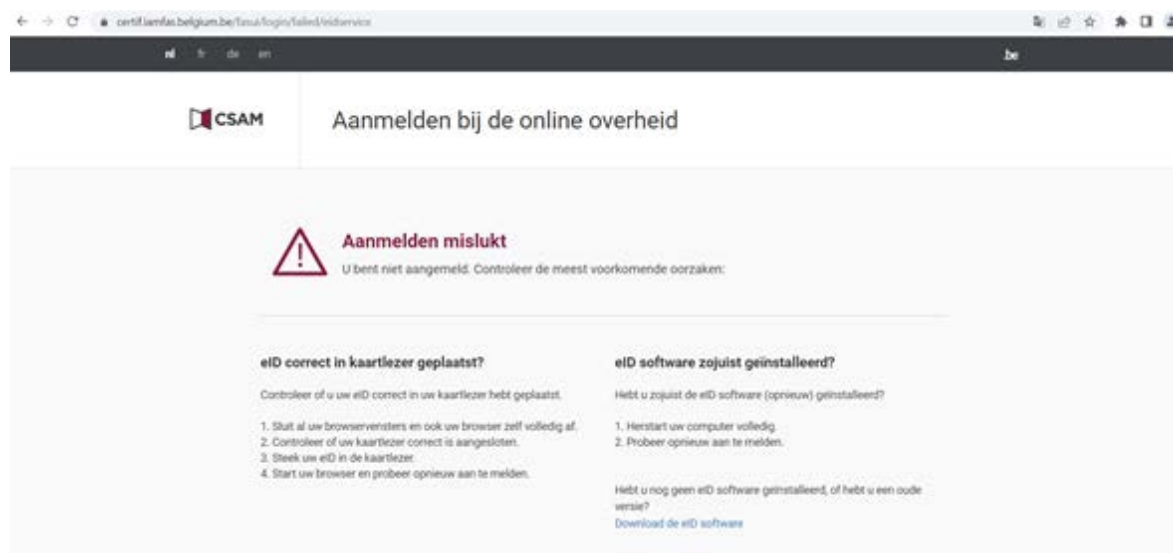 certif.iamfas.belgium.be/fasui/login/failed/eidservice
nl fr de en
.be
CSAM
Aanmelden bij de online overheid
Aanmelden mislukt
U bent niet aangemeld. Controleer de meest voorkomende oorzaken:
eID correct in kaartlezer geplaatst?
Controleer of u uw eID correct in uw kaartlezer hebt geplaatst.
1. Sluit al uw browservensters en ook uw browser zelf volledig af.
2. Controleer of uw kaartlezer correct is aangesloten.
3. Steek uw eID in de kaartlezer.
4. Start uw browser en probeer opnieuw aan te melden.
eID software zojuist geïnstalleerd?
Hebt u zojuist de eID software (opnieuw) geïnstalleerd?
1. Herstart uw computer volledig.
2. Probeer opnieuw aan te melden.
Hebt u nog geen eID software geïnstalleerd, of hebt u een oude
versie?
Download de eID software